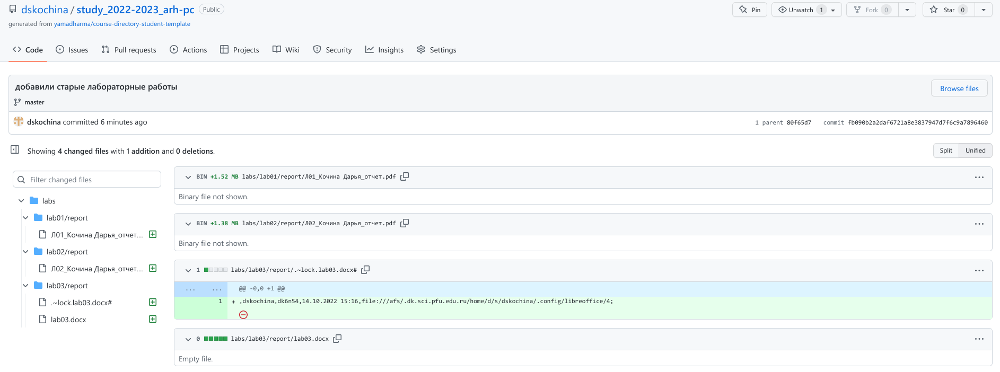 dskochina / study_2022-2023_arh-pc Public Pin Unwatch 1 Fork 0 Star 0
generated from yamadharma/course-directory-student-template
Code Issues Pull requests Actions Projects Wiki Security Insights Settings
добавили старые лабораторные работы
Browse files
master
dskochina committed 6 minutes ago 1 parent 80f65d7 commit fb090b2a2daf6721a8e3837947d7f6c9a7896460
Showing 4 changed files with 1 addition and 0 deletions. Split Unified
Filter changed files
labs
lab01/report
Л01_Кочина Дарья_отчет....
lab02/report
Л02_Кочина Дарья_отчет....
lab03/report
.~lock.lab03.docx#
lab03.docx
BIN +1.52 MB labs/lab01/report/Л01_Кочина Дарья_отчет.pdf ...
Binary file not shown.
BIN +1.38 MB labs/lab02/report/Л02_Кочина Дарья_отчет.pdf ...
Binary file not shown.
1 labs/lab03/report/.~lock.lab03.docx# ...
... ... @@ -0,0 +1 @@
1 + ,dskochina,dk6n54,14.10.2022 15:16,file:///afs/.dk.sci.pfu.edu.ru/home/d/s/dskochina/.config/libreoffice/4;
0 labs/lab03/report/lab03.docx ...
Empty file.